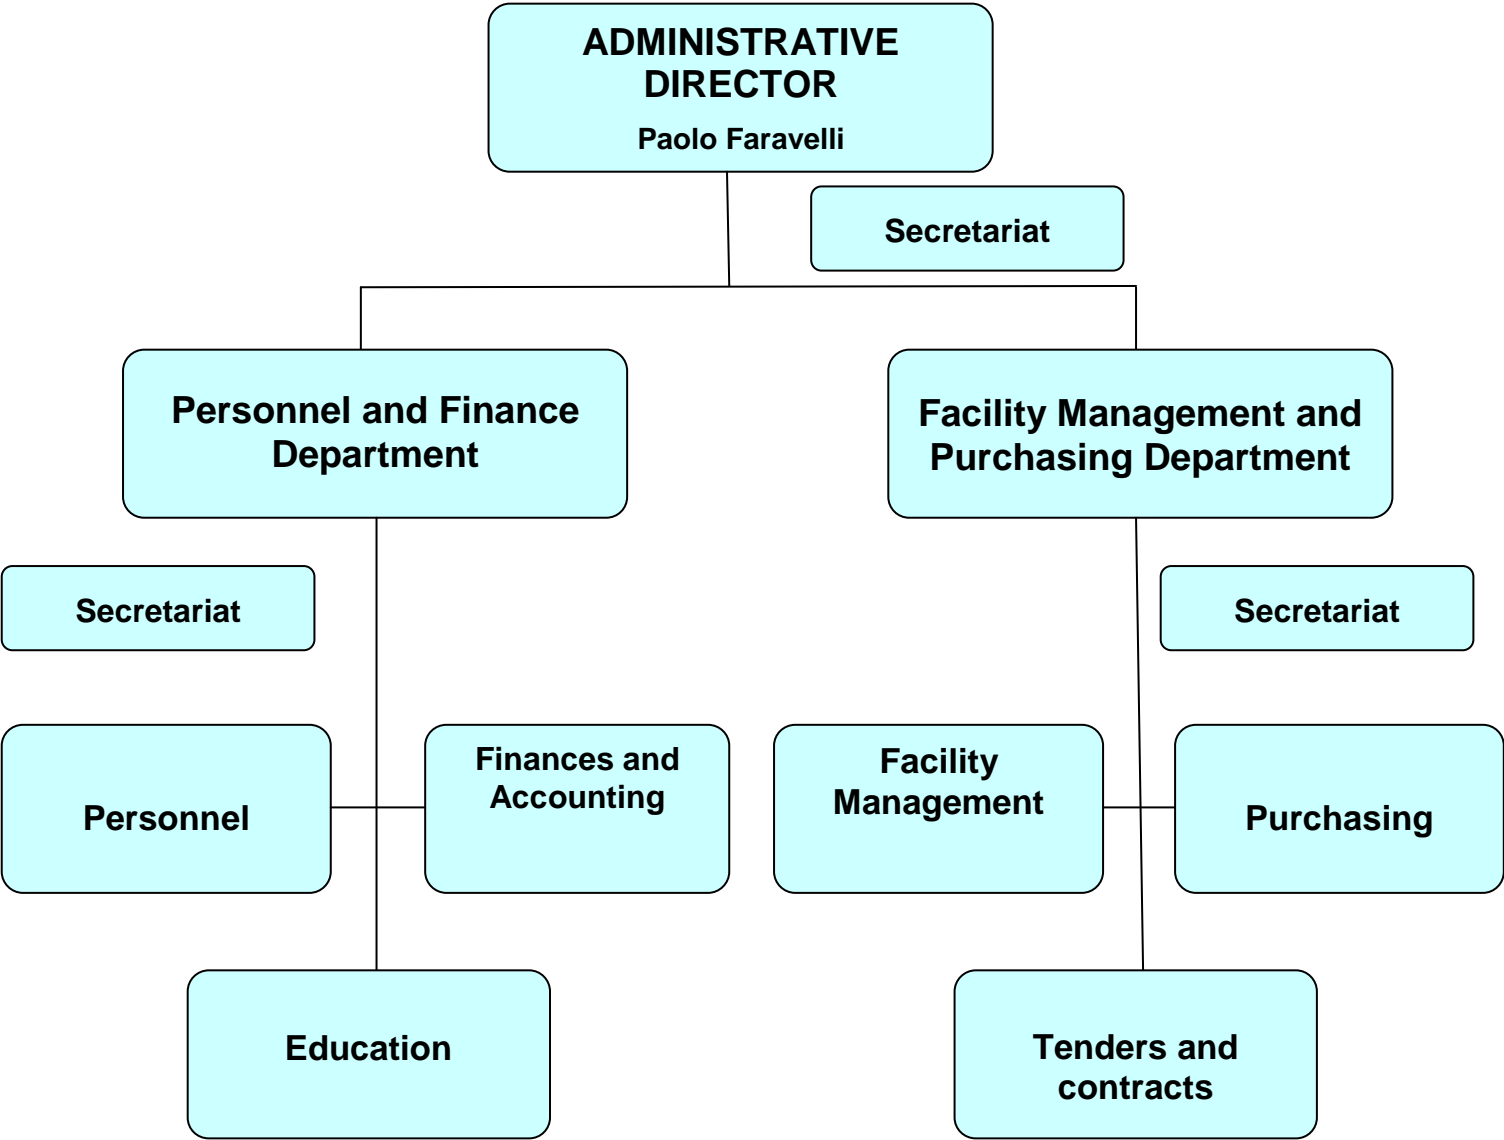 ADMINISTRATIVE
DIRECTOR
Paolo Faravelli
Secretariat
Personnel and Finance
Department
Facility Management and
Purchasing Department
Secretariat
Secretariat
Personnel
Finances and
Accounting
Facility
Management
Purchasing
Education
Tenders and
contracts